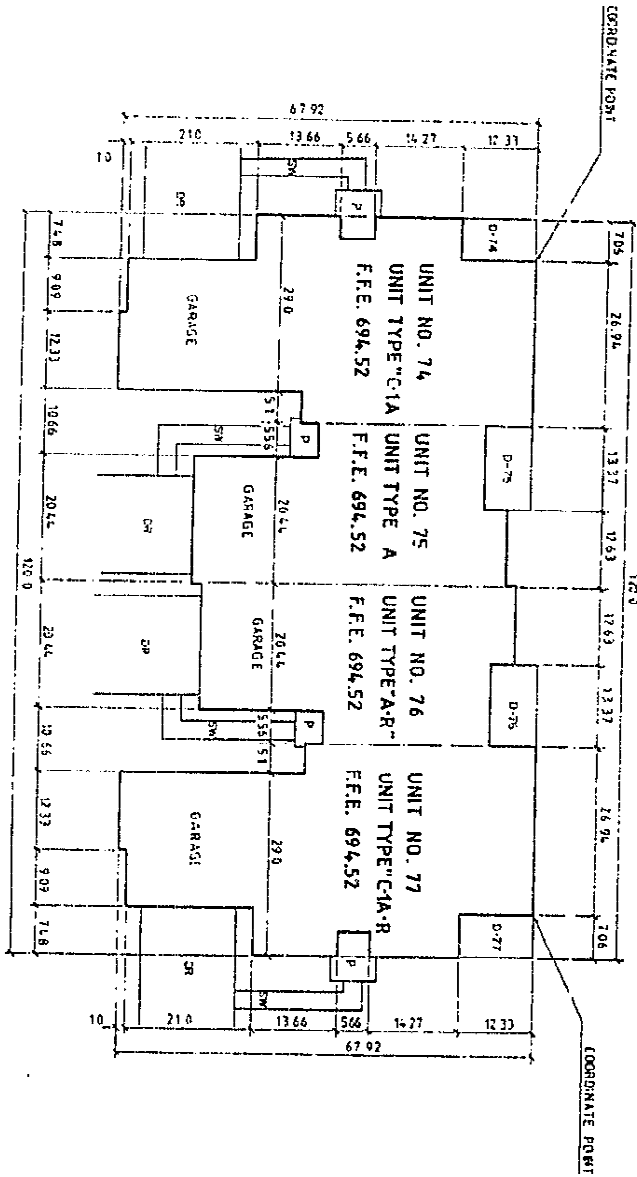 COORDINATE POINT
67.92
1.0
21.0
13.66
5.66
14.27
12.33
SW
DR
P
D-74
7.48
9.09
12.33
10.66
20.44
20.44
10.66
12.33
9.09
7.48
120.0
7.05
26.94
13.37
12.63
12.63
13.37
26.94
7.06
120.0
UNIT NO. 74
UNIT TYPE "C-1A
F.F.E. 694.52
GARAGE
29.0
5.1
5.56
P
SW
UNIT NO. 75
UNIT TYPE A
F.F.E. 694.52
D-75
GARAGE
20.44
UNIT NO. 76
UNIT TYPE "A-R"
F.F.E. 694.52
D-76
GARAGE
20.44
DR
P
SW
5.56
5.1
UNIT NO. 77
UNIT TYPE "C-1A-R
F.F.E. 694.52
GARAGE
29.0
D-77
P
SW
DR
1.0
21.0
13.66
5.66
14.27
12.33
67.92
COORDINATE POINT